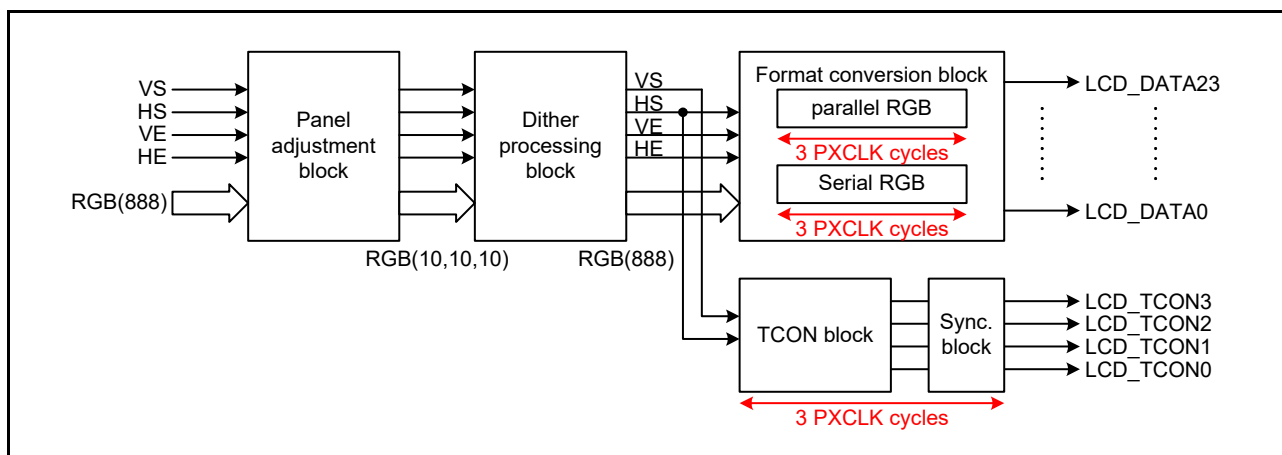 VS
HS
VE
HE
RGB(888)
Panel
adjustment
block
RGB(10,10,10)
Dither
processing
block
VS
HS
VE
HE
RGB(888)
Format conversion block
parallel RGB
3 PXCLK cycles
Serial RGB
3 PXCLK cycles
LCD_DATA23
LCD_DATA0
TCON block
Sync.
block
3 PXCLK cycles
LCD_TCON3
LCD_TCON2
LCD_TCON1
LCD_TCON0